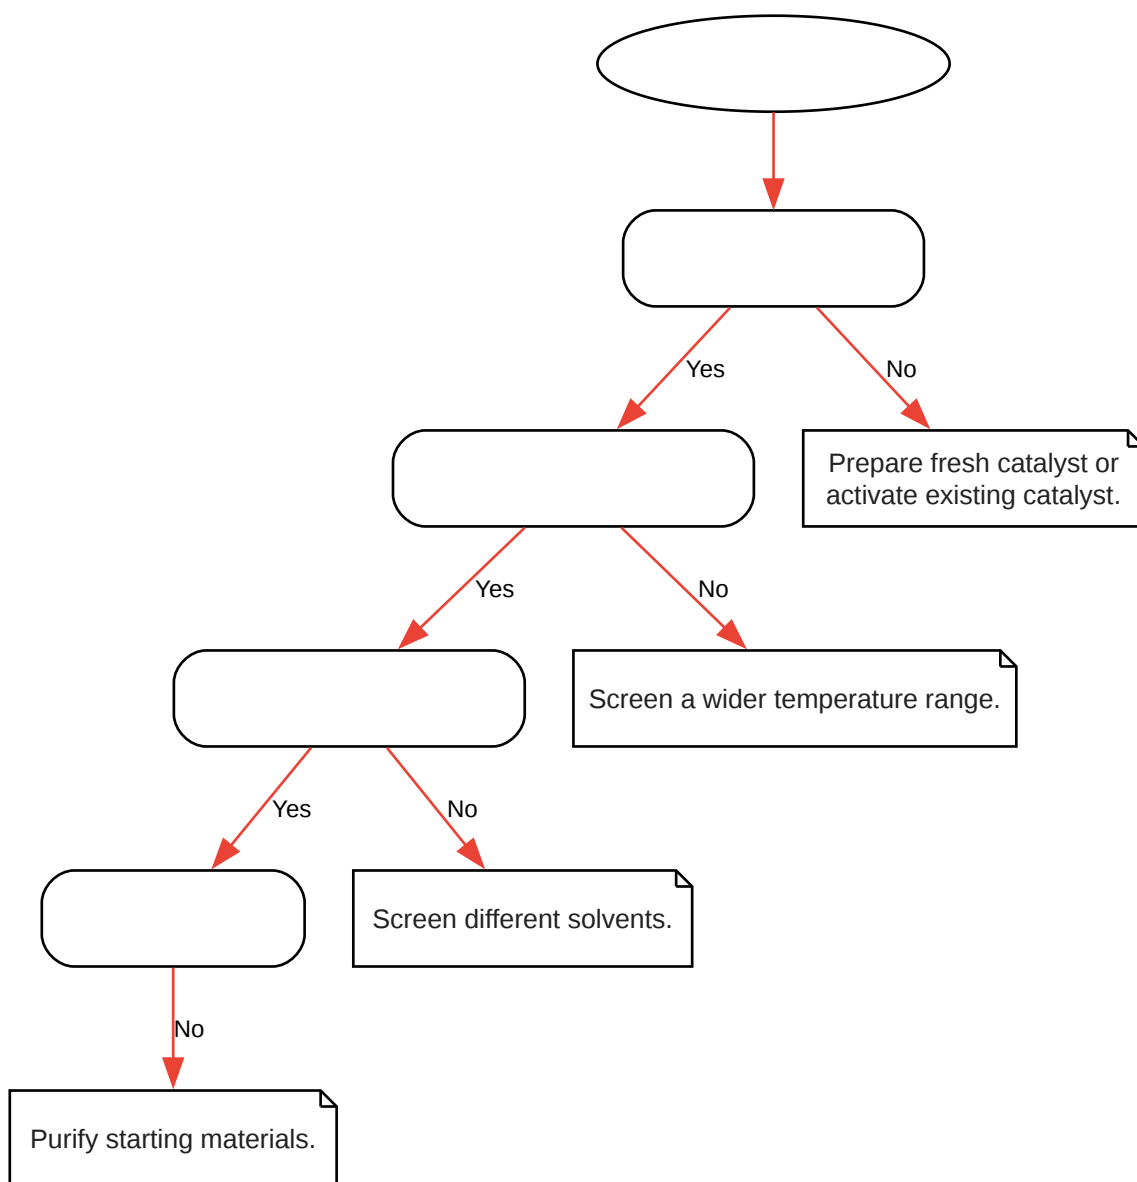 Yes
No
Prepare fresh catalyst or
activate existing catalyst.
Yes
No
Screen a wider temperature range.
Yes
No
Screen different solvents.
No
Purify starting materials.